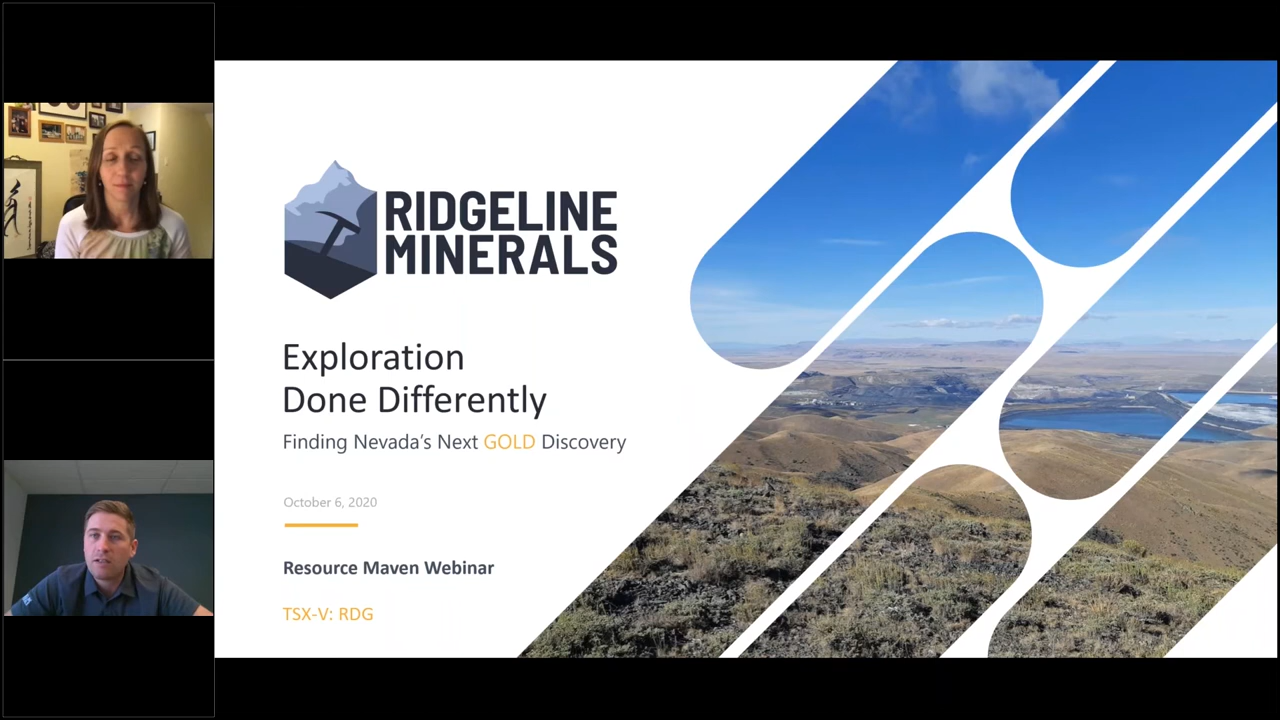 RIDGELINE
MINERALS
Exploration
Done Differently
Finding Nevada's Next GOLD Discovery
October 6, 2020
Resource Maven Webinar
TSX-V: RDG